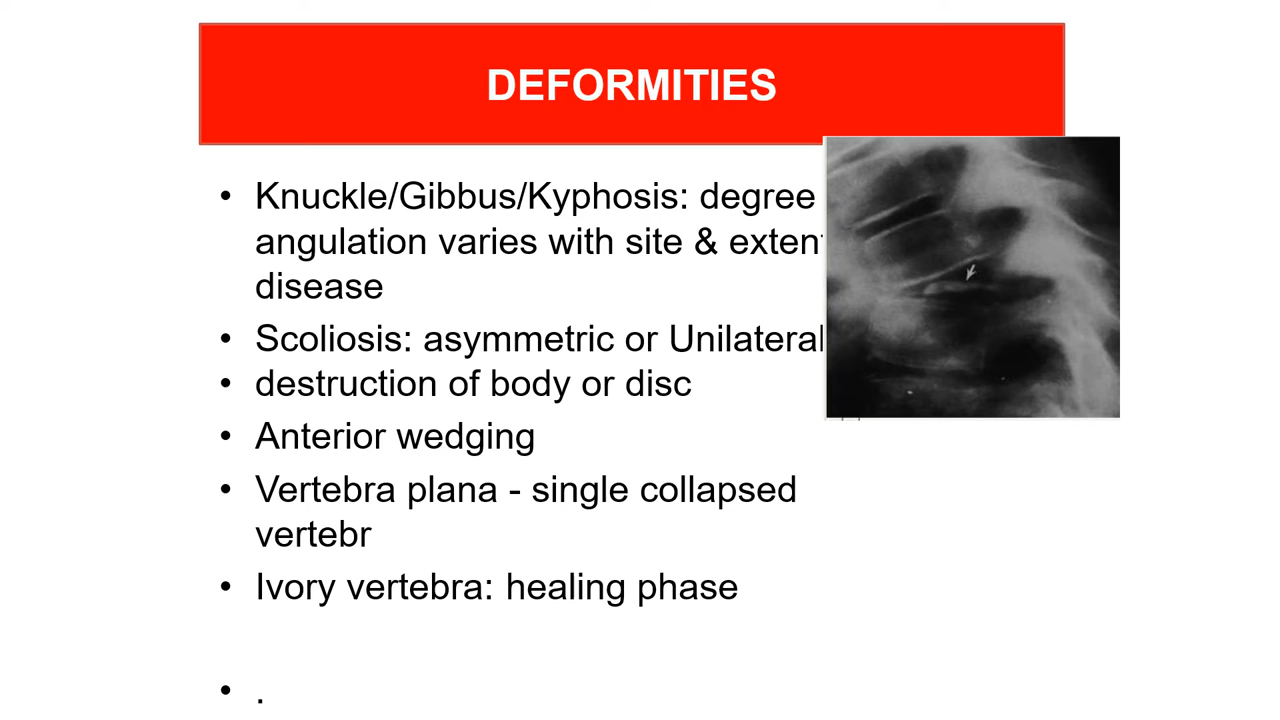 DEFORMITIES
• Knuckle/Gibbus/Kyphosis: degree
angulation varies with site & extent
disease
• Scoliosis: asymmetric or Unilateral
• destruction of body or disc
• Anterior wedging
• Vertebra plana - single collapsed
vertebr
• Ivory vertebra: healing phase
• .